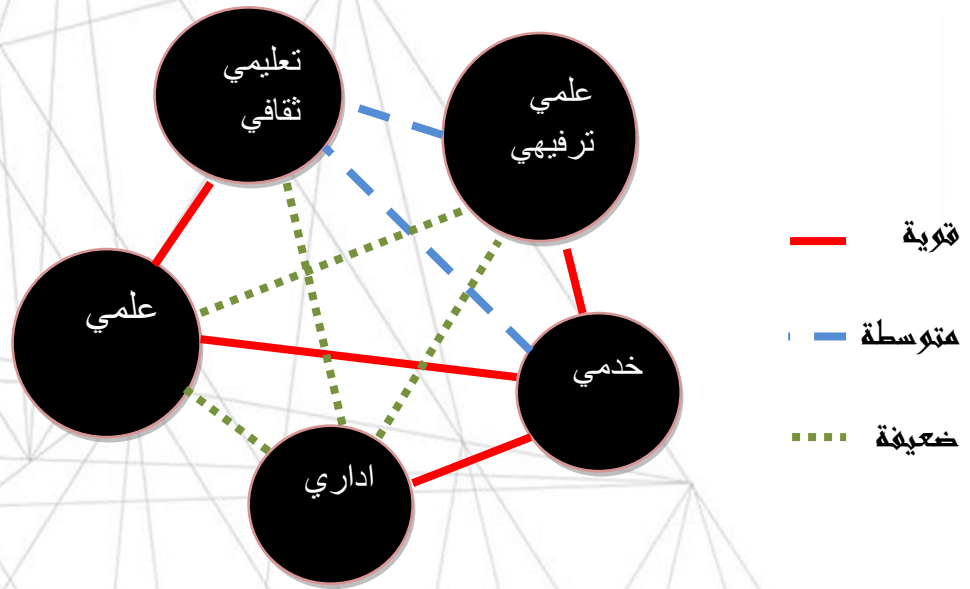 تعليمي
ثقافي
علمي
ترفيهي
علمي
خدمي
اداري
قوية
متوسطة
ضعيفة